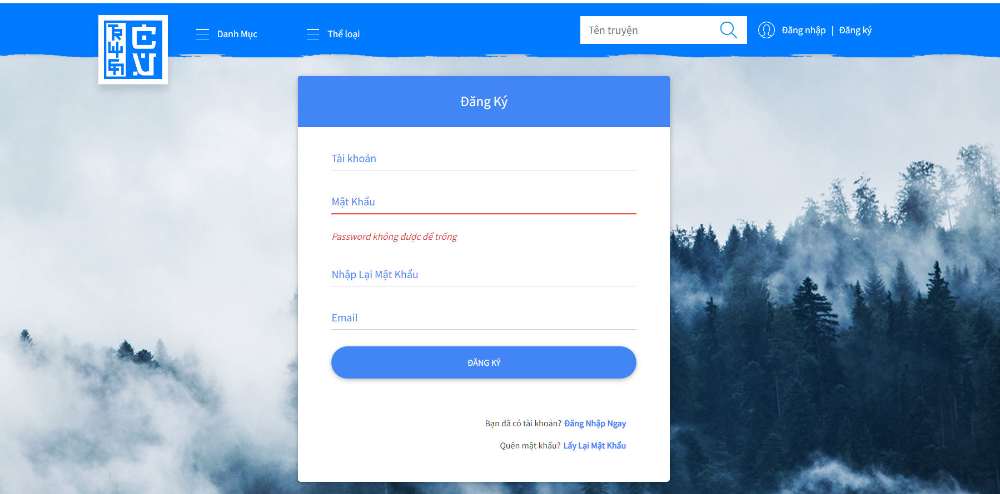 Danh Mục
Thể loại
Tên truyện
Đăng nhập | Đăng ký
Đăng Ký
Tài khoản
Mật Khẩu
Password không được để trống
Nhập Lại Mật Khẩu
Email
ĐĂNG KÝ
Bạn đã có tài khoản? Đăng Nhập Ngay
Quên mật khẩu? Lấy Lại Mật Khẩu